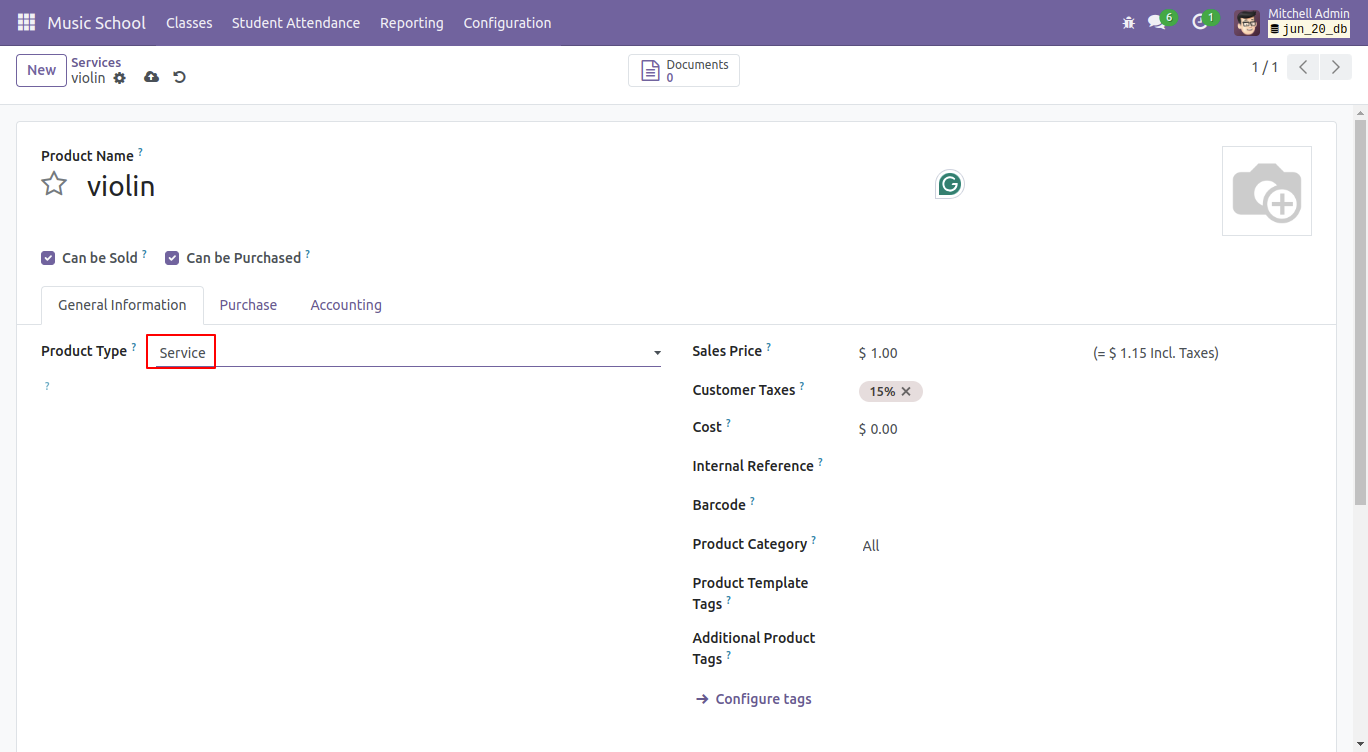 Music School Classes Student Attendance Reporting Configuration 6 1 Mitchell Admin
jun_20_db
New Services
violin
Documents
0
1 / 1
Product Name ?
violin
Can be Sold ? Can be Purchased ?
General Information Purchase Accounting
Product Type ? Service
?
Sales Price ? $ 1.00 (= $ 1.15 Incl. Taxes)
Customer Taxes ? 15%
Cost ? $ 0.00
Internal Reference ?
Barcode ?
Product Category ? All
Product Template
Tags ?
Additional Product
Tags ?
Configure tags